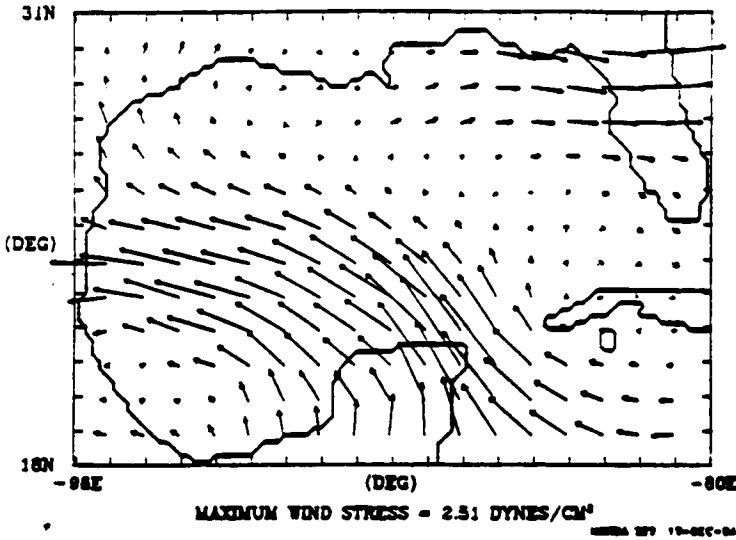 31N
(DEG)
18N
-98E
(DEG)
-80E
MAXIMUM WIND STRESS = 2.51 DYNES/CM²